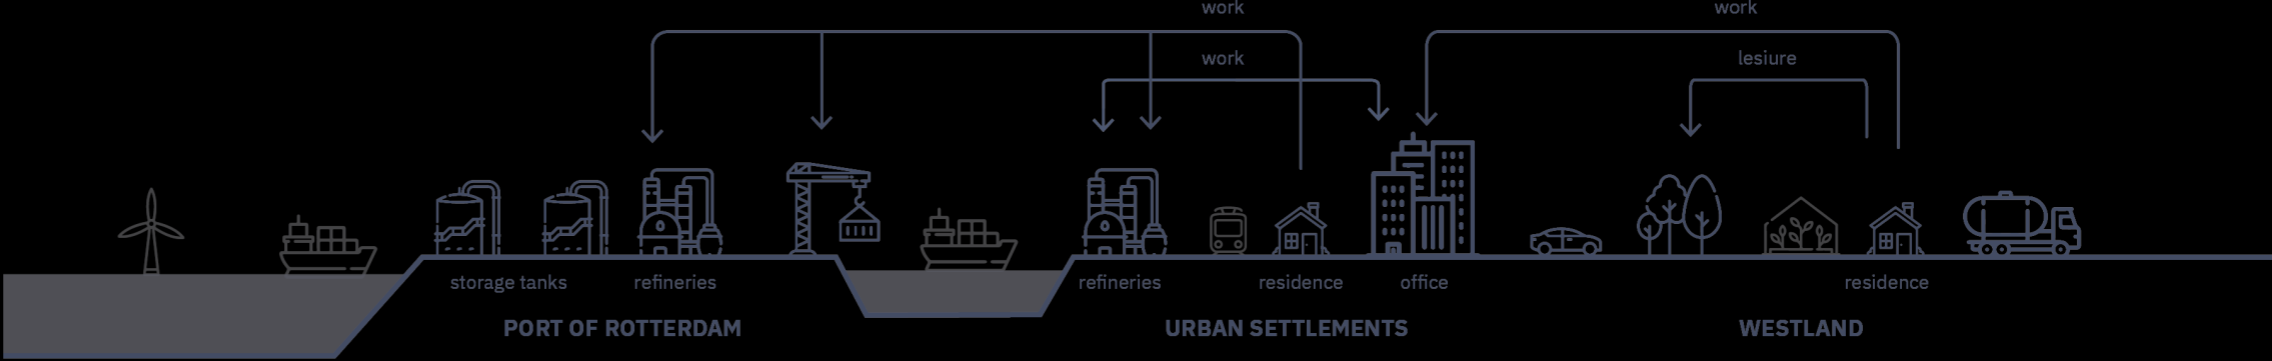 work
work
work
lesiure
storage tanks
refineries
refineries
residence
office
residence
PORT OF ROTTERDAM
URBAN SETTLEMENTS
WESTLAND